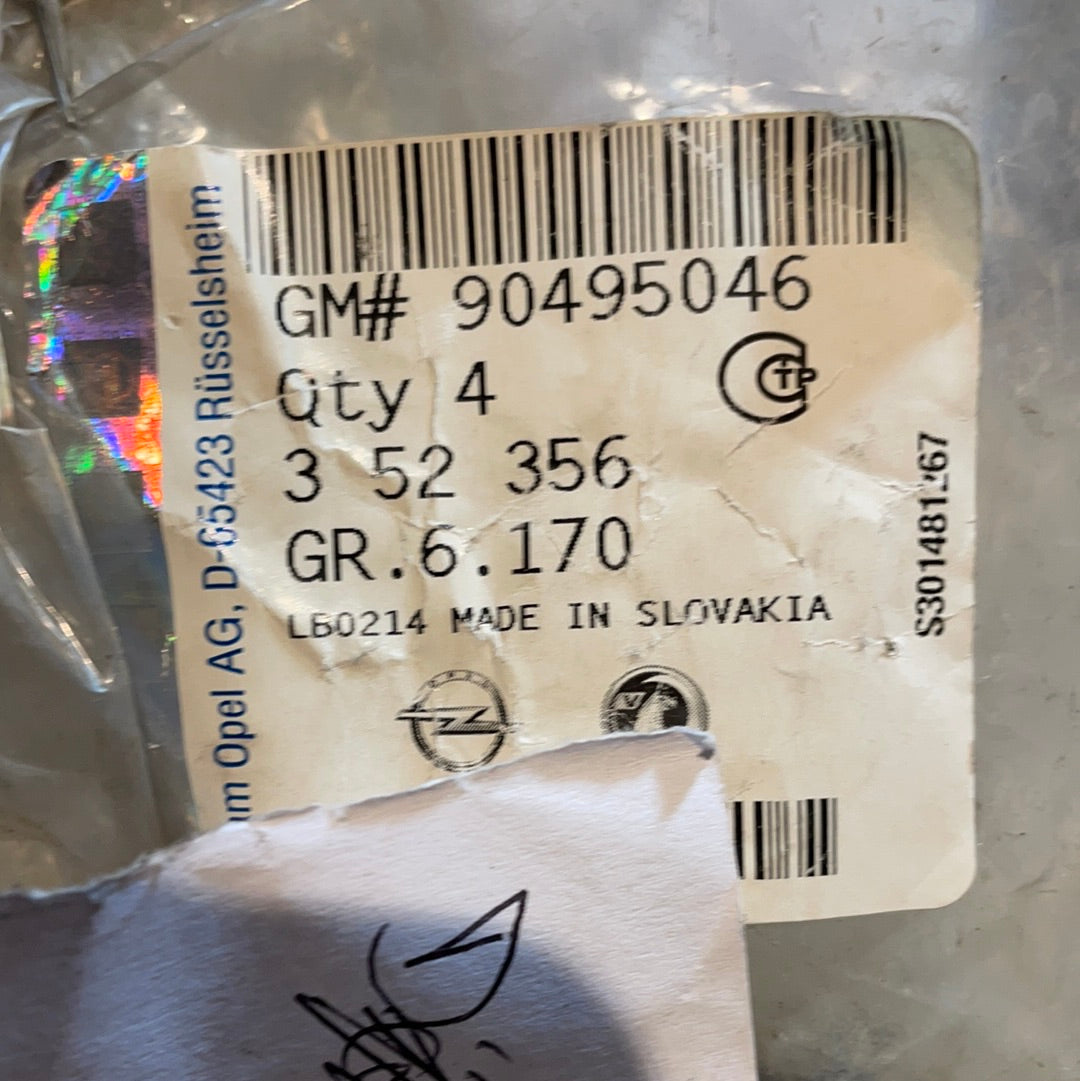 GM# 90495046
Qty 4
3 52 356
GR.6.170
LB0214 MADE IN SLOVAKIA
Opel AG, D-65423 Rüsselsheim